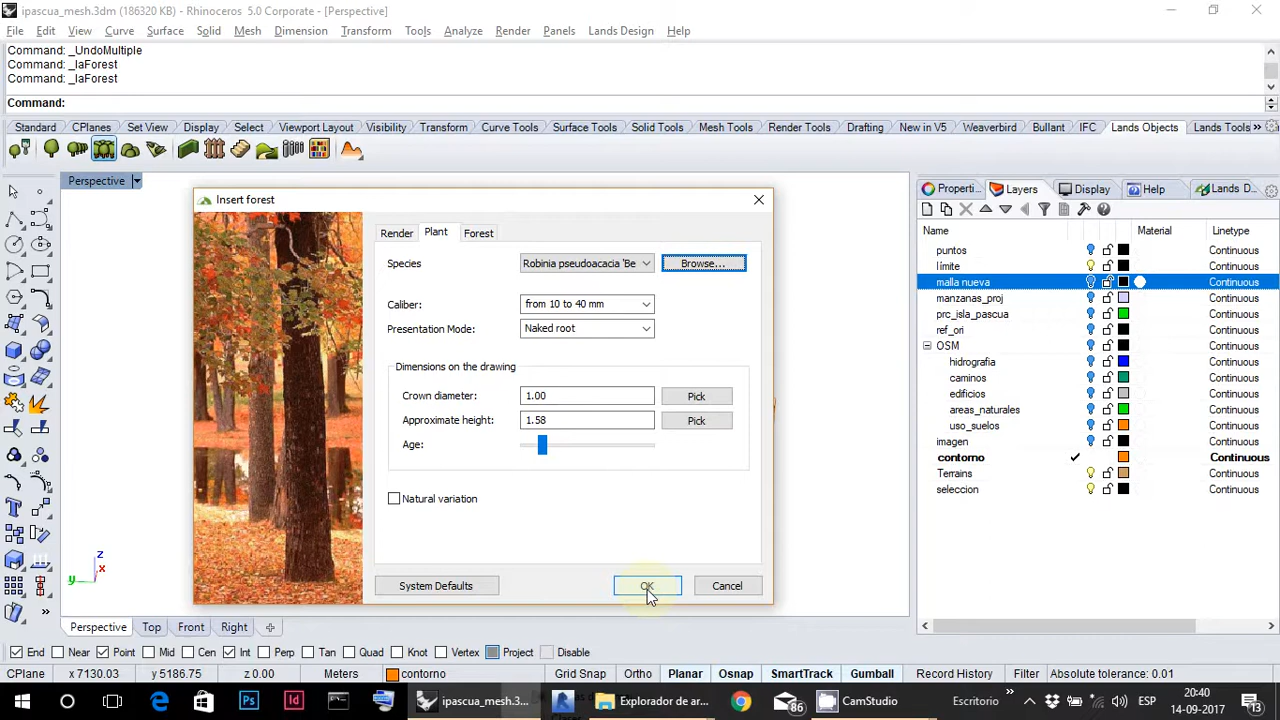 ipascua_mesh.3dm (186320 KB) - Rhinoceros 5.0 Corporate - [Perspective]
File Edit View Curve Surface Solid Mesh Dimension Transform Tools Analyze Render Panels Lands Design Help
Command: _UndoMultiple
Command: _laForest
Command: _laForest
Command:
Standard CPlanes Set View Display Select Viewport Layout Visibility Transform Curve Tools Surface Tools Solid Tools Mesh Tools Render Tools Drafting New in V5 Weaverbird Bullant IFC Lands Objects Lands Tools »
Perspective
Properti... Layers Display Help Lands D...
Insert forest
Render Plant Forest
Species Robinia pseudoacacia 'Be Browse...
Caliber: from 10 to 40 mm
Presentation Mode: Naked root
Dimensions on the drawing
Crown diameter: 1.00 Pick
Approximate height: 1.58 Pick
Age:
Natural variation
System Defaults OK Cancel
Name Material Linetype
puntos Continuous
límite Continuous
malla nueva Continuous
manzanas_proj Continuous
prc_isla_pascua Continuous
ref_ori Continuous
OSM Continuous
hidrografia Continuous
caminos Continuous
edificios Continuous
areas_naturales Continuous
uso_suelos Continuous
imagen Continuous
contorno Continuous
Terrains Continuous
seleccion Continuous
z
y x
Perspective Top Front Right
End Near Point Mid Cen Int Perp Tan Quad Knot Vertex Project Disable
CPlane x 7130.03 y 5186.75 z 0.00 Meters contorno Grid Snap Ortho Planar Osnap SmartTrack Gumball Record History Filter Absolute tolerance: 0.01
ipascua_mesh.3d... Explorador de ar... 86 CamStudio Escritorio » ESP 20:00
14-09-2017 13